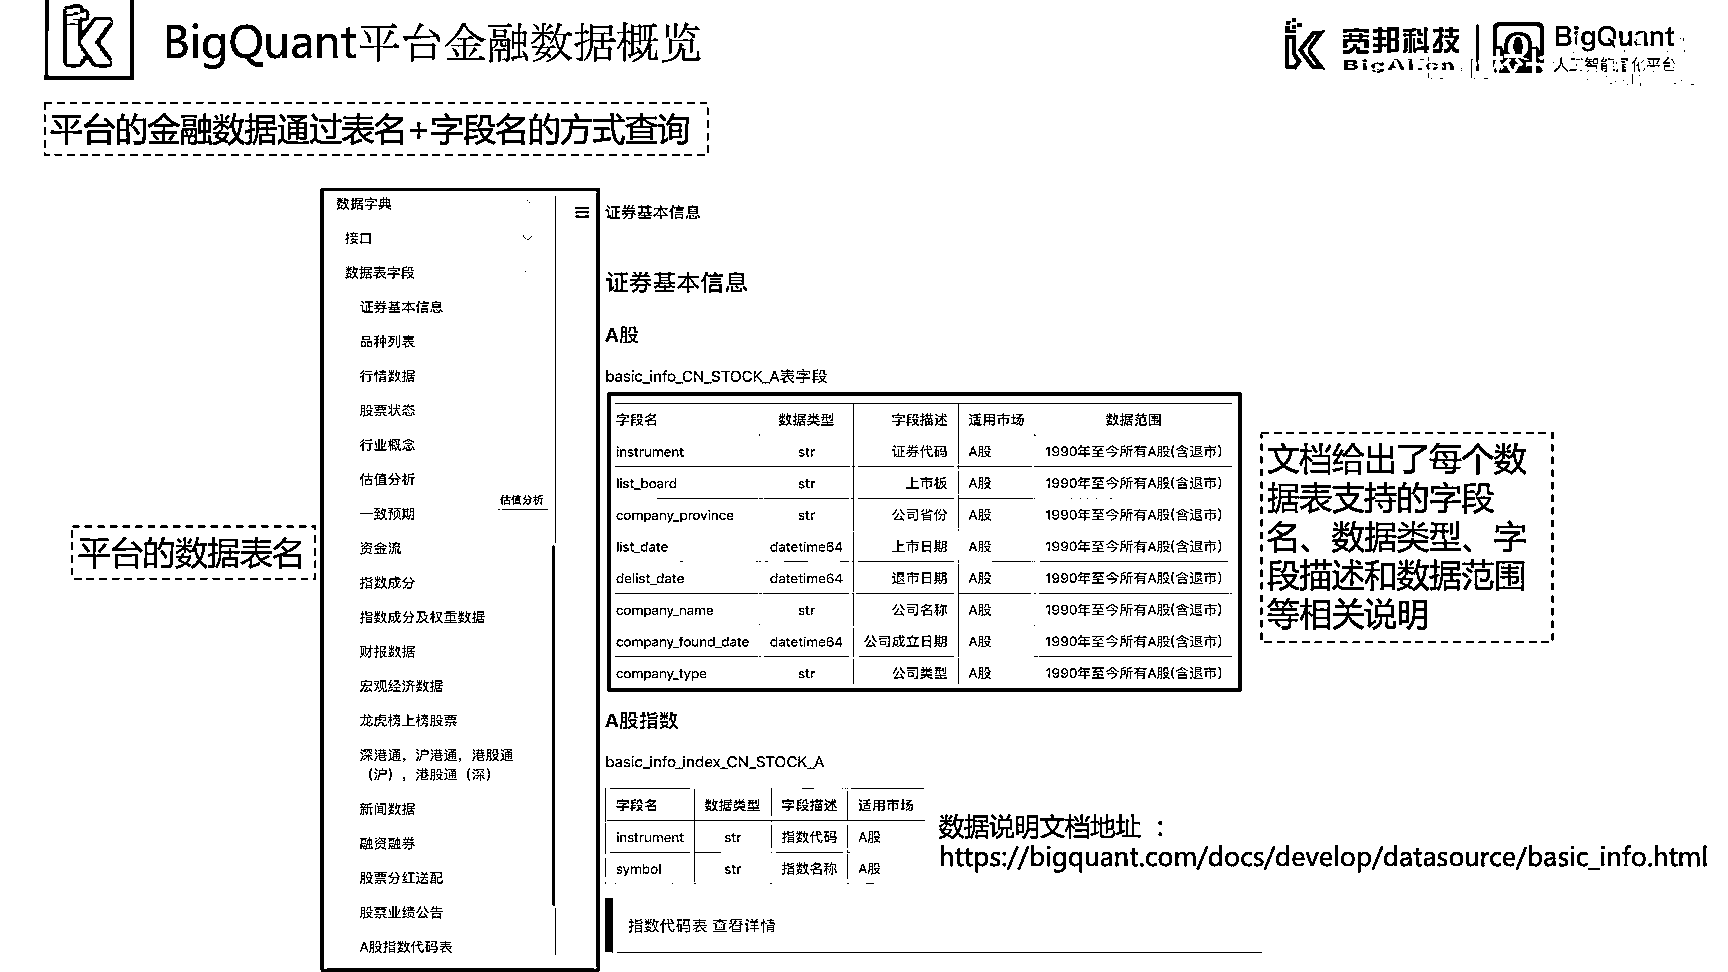 BigQuant平台金融数据概览
宽邦科技
BigQuant
平台的金融数据通过表名+字段名的方式查询
平台的数据表名
数据字典
接口
数据表字段
证券基本信息
品种列表
行情数据
股票状态
行业概念
估值分析
估值分析
一致预期
资金流
指数成分
指数成分及权重数据
财报数据
宏观经济数据
龙虎榜上榜股票
深港通，沪港通，港股通
（沪），港股通（深）
新闻数据
融资融券
股票分红送配
股票业绩公告
A股指数代码表
证券基本信息
证券基本信息
A股
basic_info_CN_STOCK_A表字段
字段名 数据类型 字段描述 适用市场 数据范围
instrument str 证券代码 A股 1990年至今所有A股(含退市)
list_board str 上市板 A股 1990年至今所有A股(含退市)
company_province str 公司省份 A股 1990年至今所有A股(含退市)
list_date datetime64 上市日期 A股 1990年至今所有A股(含退市)
delist_date datetime64 退市日期 A股 1990年至今所有A股(含退市)
company_name str 公司名称 A股 1990年至今所有A股(含退市)
company_found_date datetime64 公司成立日期 A股 1990年至今所有A股(含退市)
company_type str 公司类型 A股 1990年至今所有A股(含退市)
文档给出了每个数
据表支持的字段
名、数据类型、字
段描述和数据范围
等相关说明
A股指数
basic_info_index_CN_STOCK_A
字段名 数据类型 字段描述 适用市场
instrument str 指数代码 A股
symbol str 指数名称 A股
指数代码表 查看详情
数据说明文档地址 ：
https://bigquant.com/docs/develop/datasource/basic_info.html